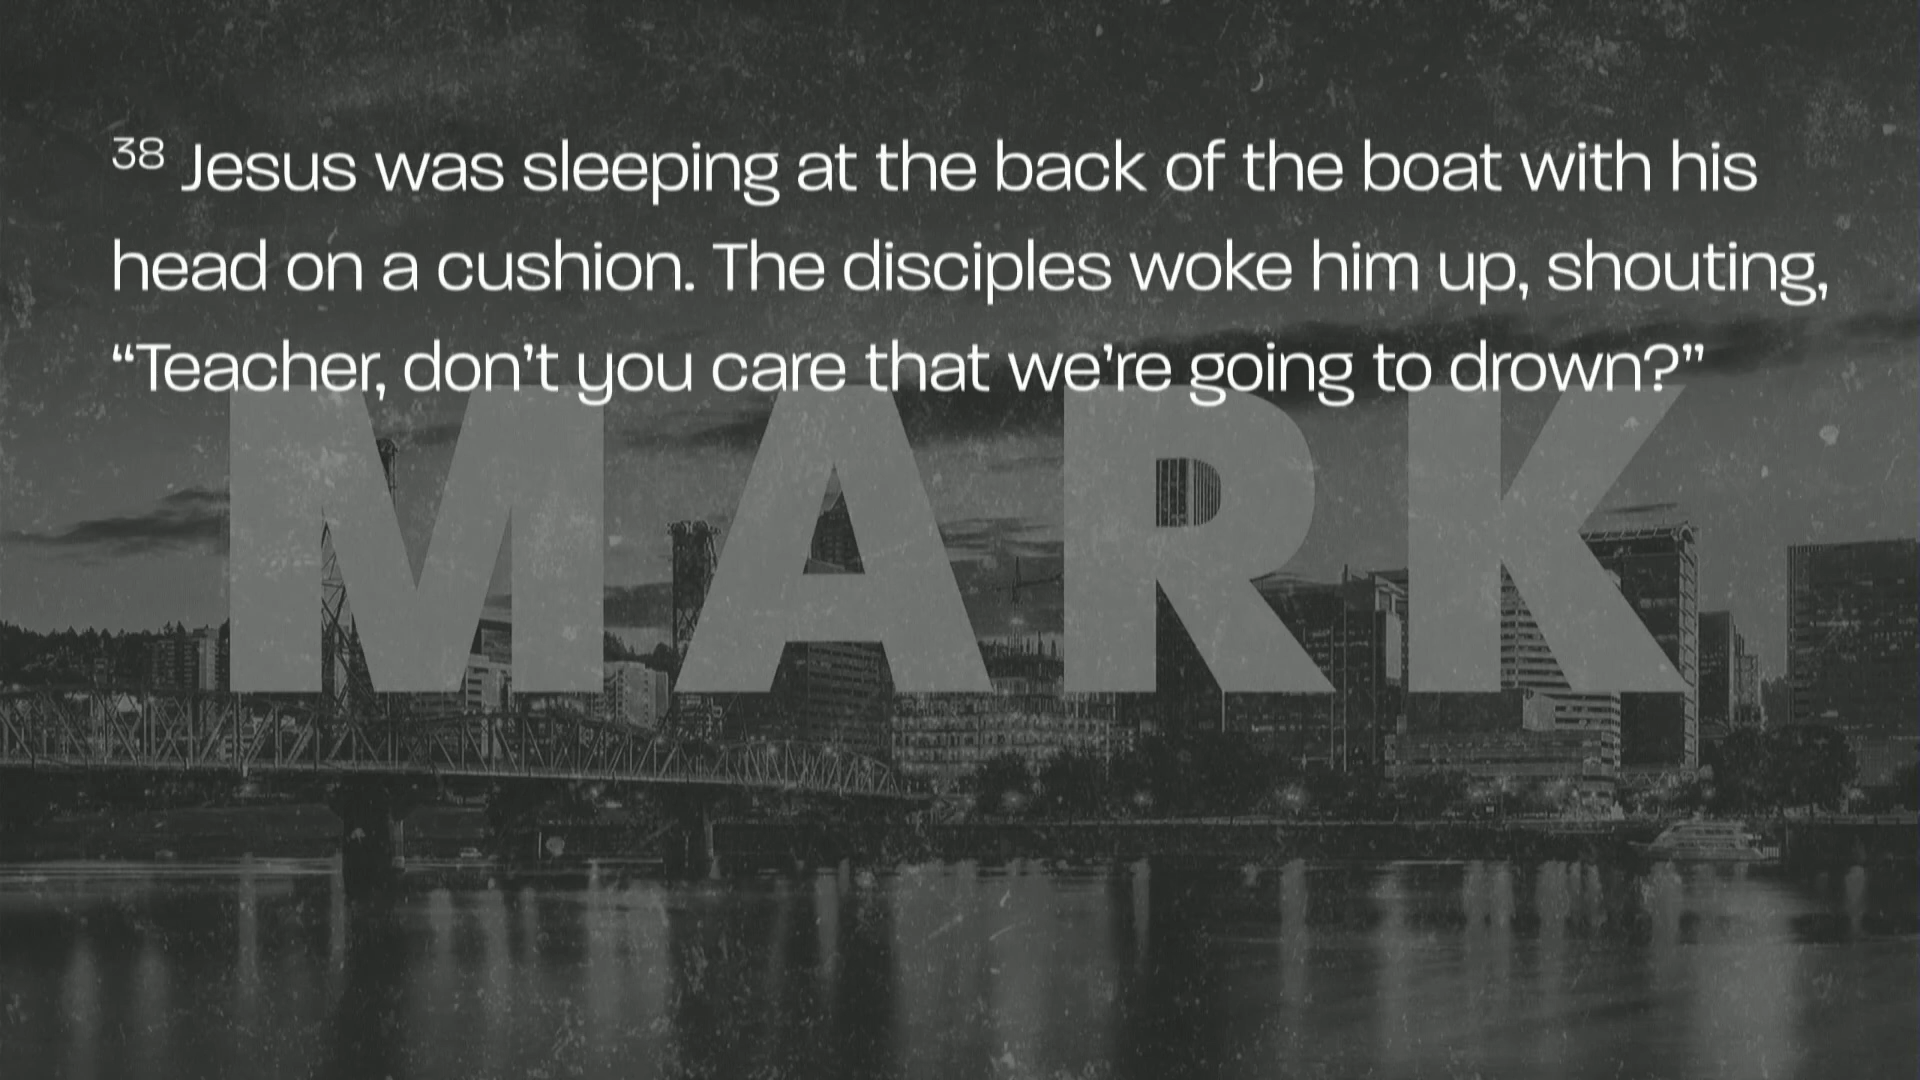 38 Jesus was sleeping at the back of the boat with his
head on a cushion. The disciples woke him up, shouting,
“Teacher, don’t you care that we’re going to drown?”
MARK